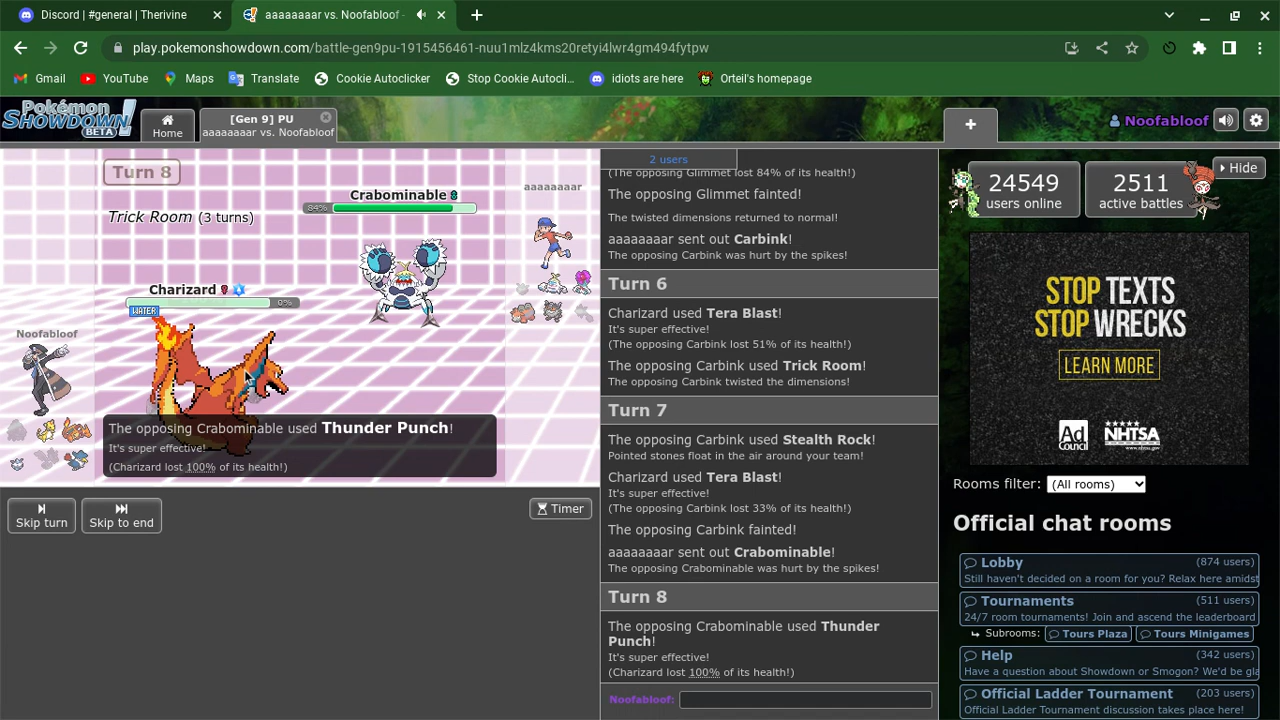 Discord | #general | Therivine
aaaaaaaar vs. Noofabloof -
play.pokemonshowdown.com/battle-gen9pu-1915456461-nuu1mlz4kms20retyi4lwr4gm494fytpw
Gmail
YouTube
Maps
Translate
Cookie Autoclicker
Stop Cookie Autocli...
idiots are here
Orteil's homepage
Pokémon
SHOWDOWN!
BETA
Home
[Gen 9] PU
aaaaaaaar vs. Noofabloof
+
Noofabloof
Turn 8
Trick Room (3 turns)
Crabominable
84%
aaaaaaaar
Charizard
0%
WATER
Noofabloof
The opposing Crabominable used Thunder Punch!
It's super effective!
(Charizard lost 100% of its health!)
Skip turn
Skip to end
Timer
2 users
(The opposing Glimmet lost 84% of its health!)
The opposing Glimmet fainted!
The twisted dimensions returned to normal!
aaaaaaaar sent out Carbink!
The opposing Carbink was hurt by the spikes!
Turn 6
Charizard used Tera Blast!
It's super effective!
(The opposing Carbink lost 51% of its health!)
The opposing Carbink used Trick Room!
The opposing Carbink twisted the dimensions!
Turn 7
The opposing Carbink used Stealth Rock!
Pointed stones float in the air around your team!
Charizard used Tera Blast!
It's super effective!
(The opposing Carbink lost 33% of its health!)
The opposing Carbink fainted!
aaaaaaaar sent out Crabominable!
The opposing Crabominable was hurt by the spikes!
Turn 8
The opposing Crabominable used Thunder
Punch!
It's super effective!
(Charizard lost 100% of its health!)
Noofabloof:
Hide
24549
users online
2511
active battles
STOP TEXTS
STOP WRECKS
LEARN MORE
Ad
Council
NHTSA
Rooms filter: (All rooms)
Official chat rooms
Lobby (874 users)
Still haven't decided on a room for you? Relax here amidst
Tournaments (511 users)
24/7 room tournaments! Join and ascend the leaderboard
Subrooms: Tours Plaza Tours Minigames
Help (342 users)
Have a question about Showdown or Smogon? We'd be gla
Official Ladder Tournament (203 users)
Official Ladder Tournament discussion takes place here!